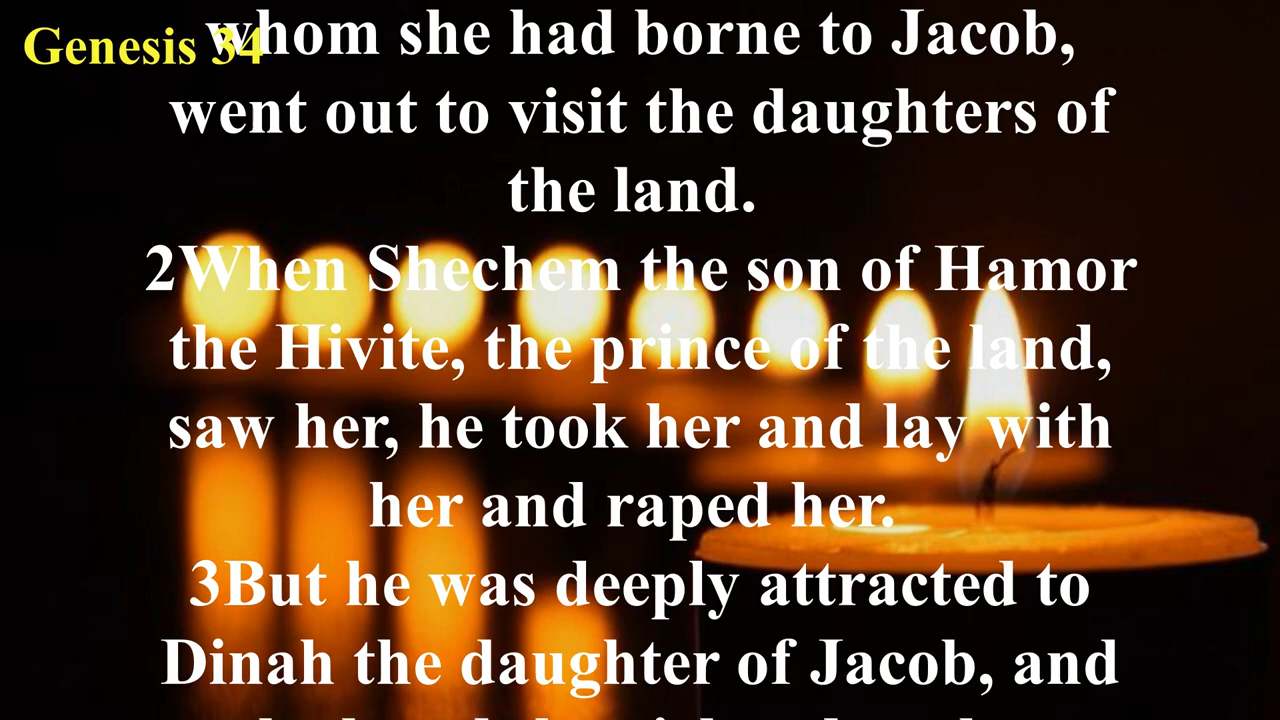 Genesis 34
whom she had borne to Jacob,
went out to visit the daughters of
the land.
2When Shechem the son of Hamor
the Hivite, the prince of the land,
saw her, he took her and lay with
her and raped her.
3But he was deeply attracted to
Dinah the daughter of Jacob, and